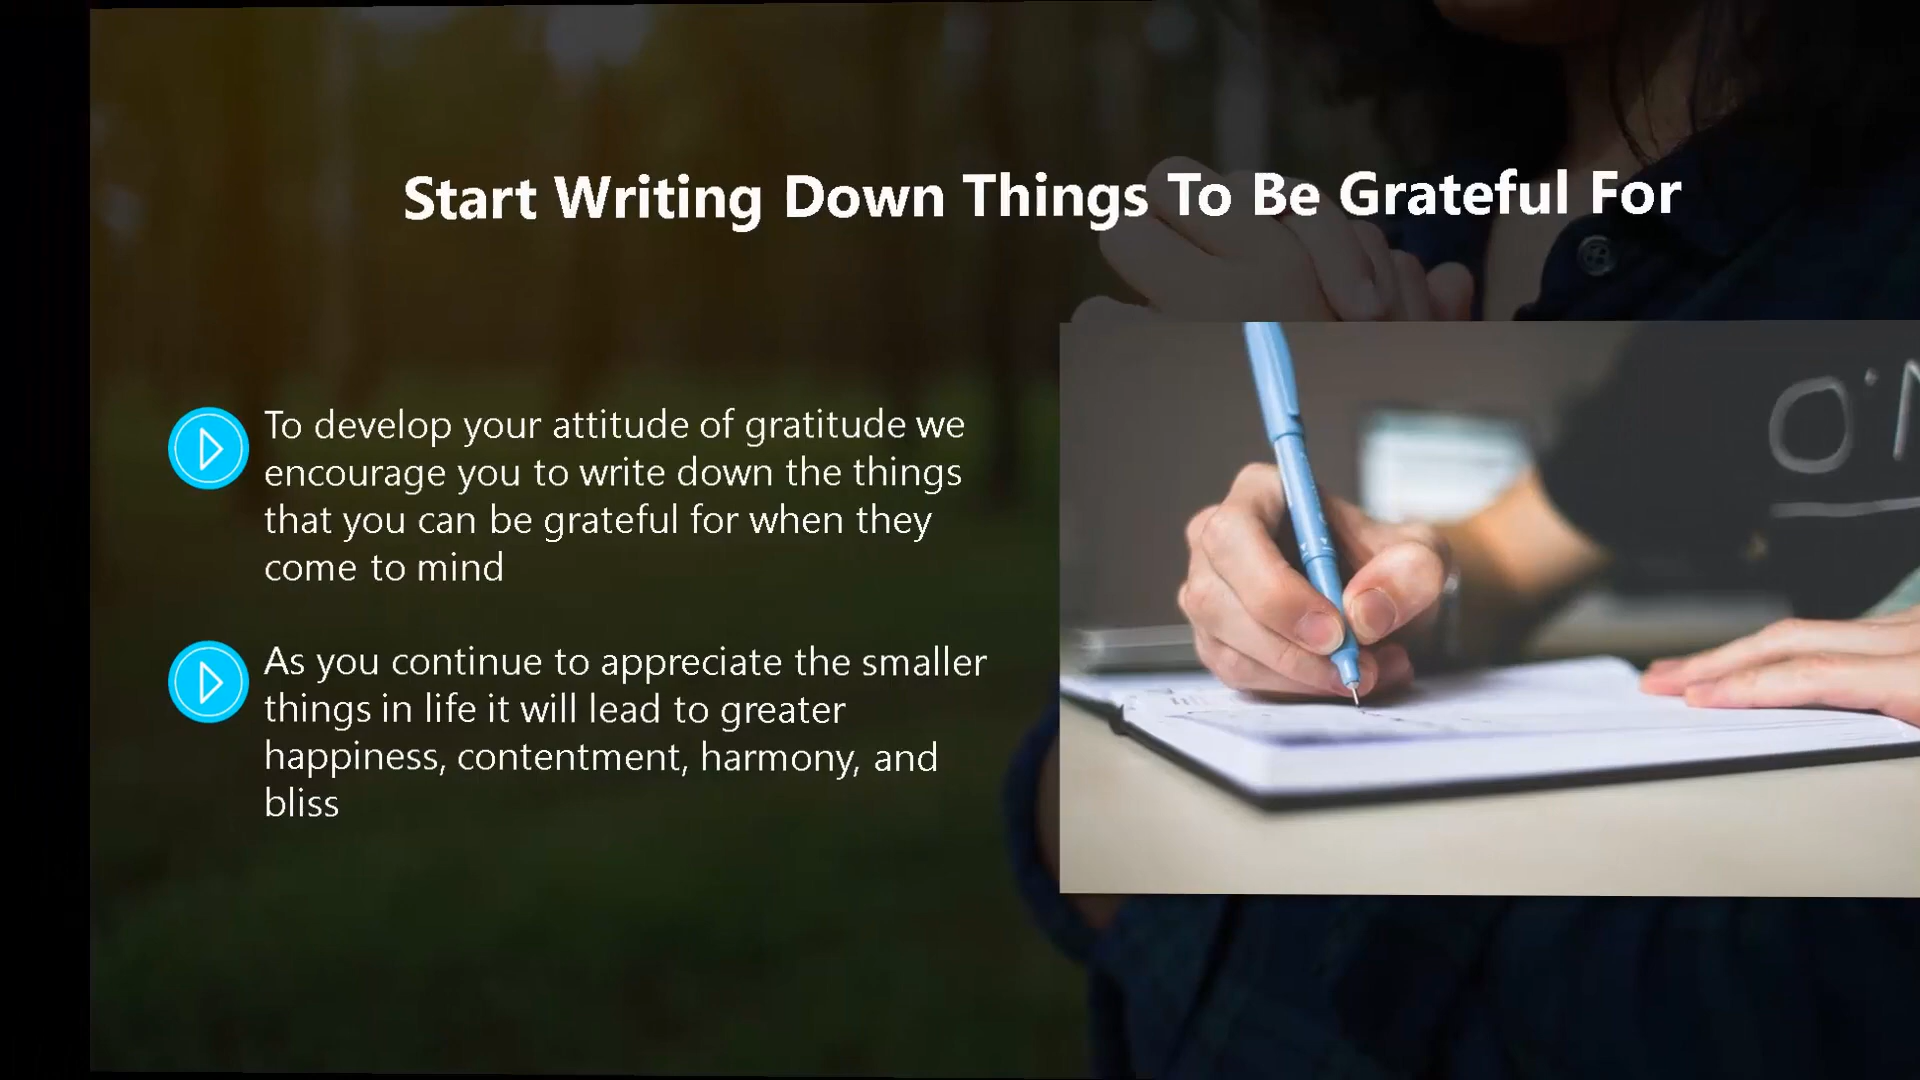 Start Writing Down Things To Be Grateful For
To develop your attitude of gratitude we
encourage you to write down the things
that you can be grateful for when they
come to mind
As you continue to appreciate the smaller
things in life it will lead to greater
happiness, contentment, harmony, and
bliss